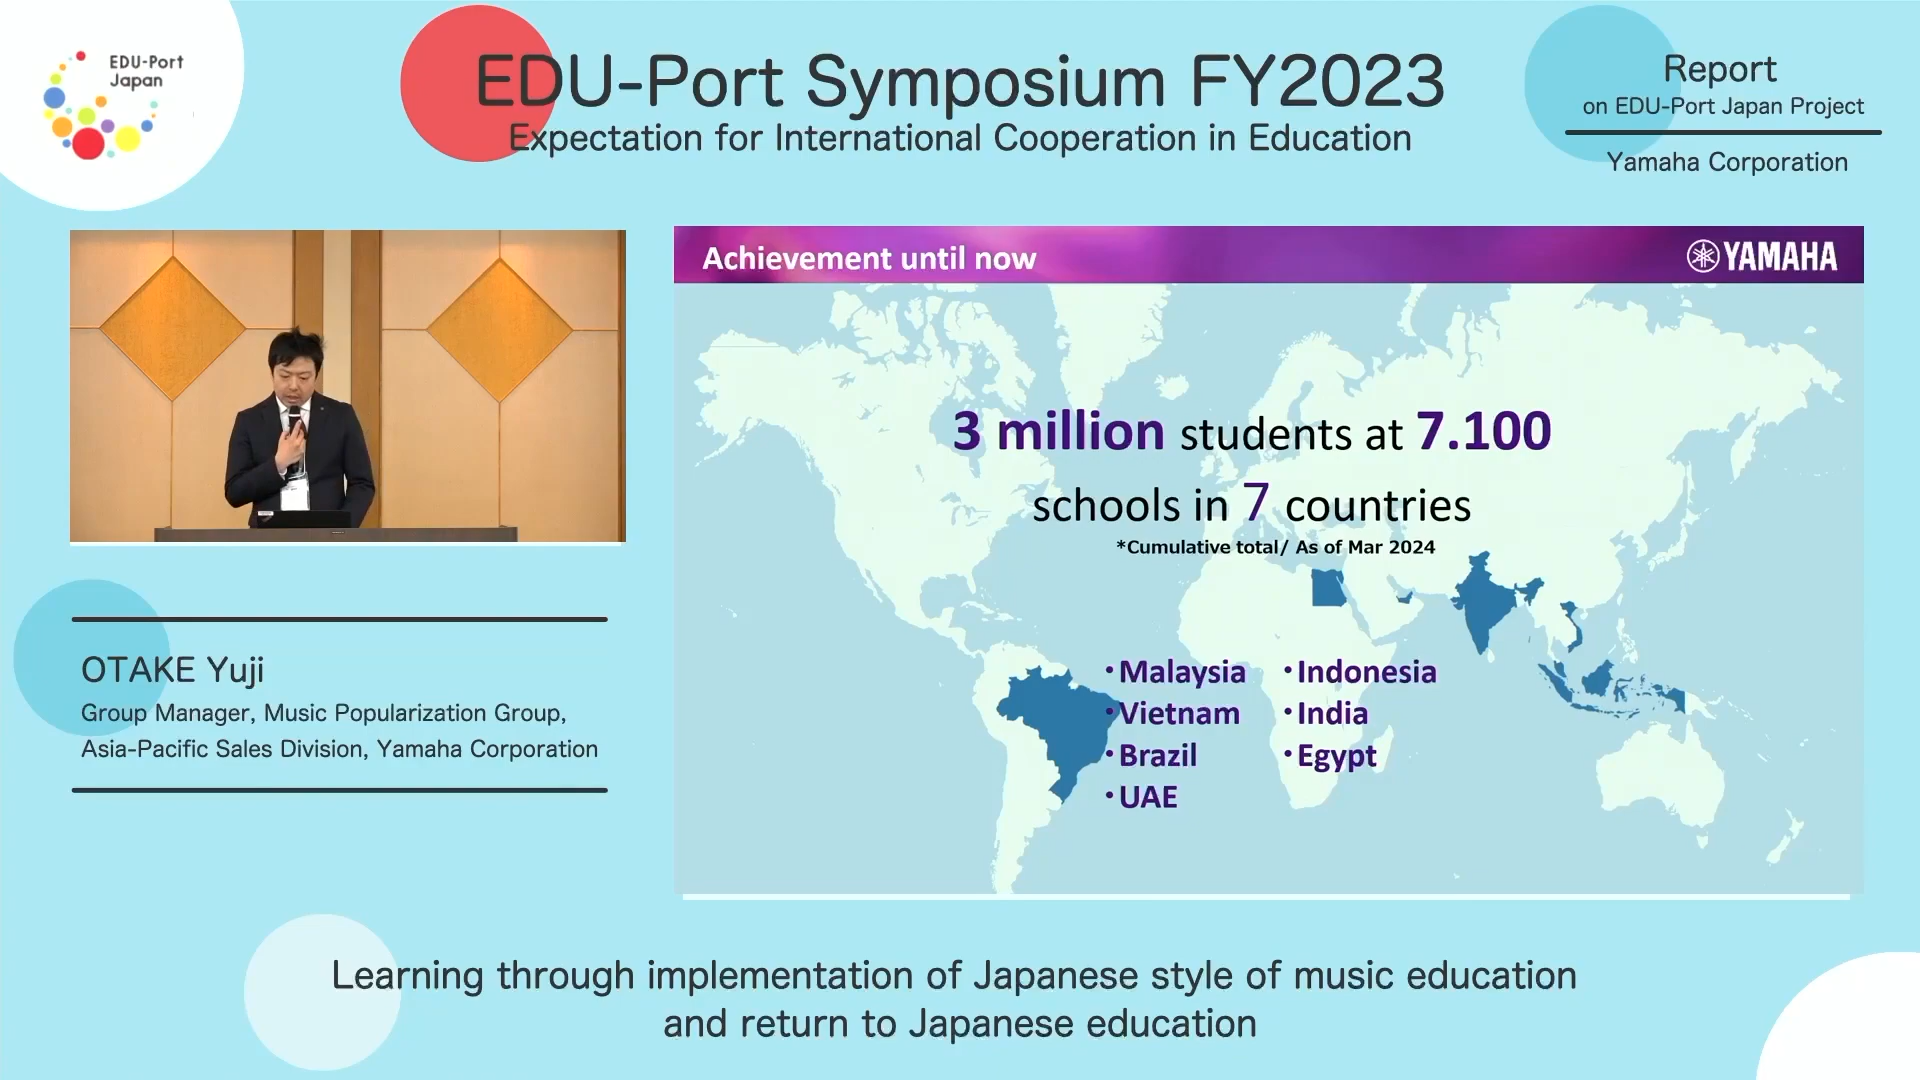 EDU-Port
Japan
EDU-Port Symposium FY2023
Expectation for International Cooperation in Education
Report
on EDU-Port Japan Project
Yamaha Corporation
Achievement until now
YAMAHA
3 million students at 7.100
schools in 7 countries
*Cumulative total/ As of Mar 2024
・Malaysia
・Vietnam
・Brazil
・UAE
・Indonesia
・India
・Egypt
OTAKE Yuji
Group Manager, Music Popularization Group,
Asia-Pacific Sales Division, Yamaha Corporation
Learning through implementation of Japanese style of music education
and return to Japanese education